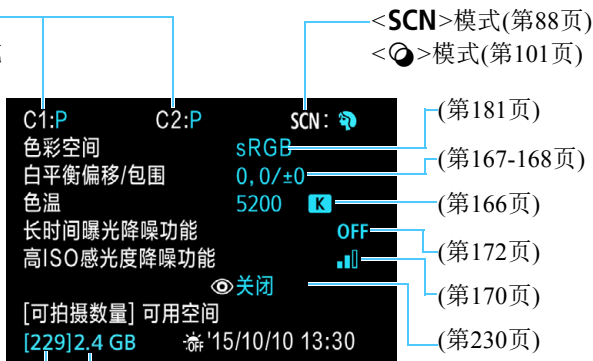 <SCN>模式(第88页)
< >模式(第101页)
C1:P C2:P SCN:
色彩空间 sRGB
(第181页)
白平衡偏移/包围 0,0/±0
(第167-168页)
色温 5200 K
(第166页)
长时间曝光降噪功能 OFF
(第172页)
高ISO感光度降噪功能
(第170页)
关闭
(第230页)
[可拍摄数量] 可用空间
[229]2.4 GB OFF '15/10/10 13:30